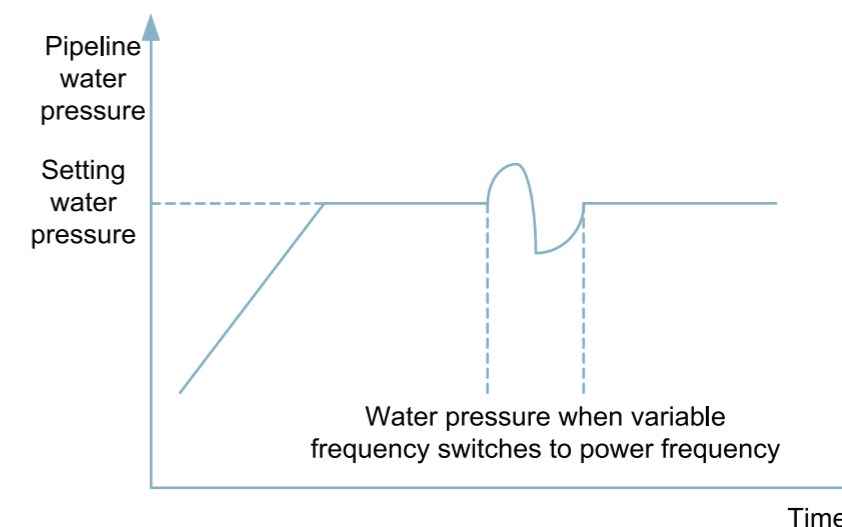 Pipeline
water
pressure
Setting
water
pressure
Water pressure when variable
frequency switches to power frequency
Time